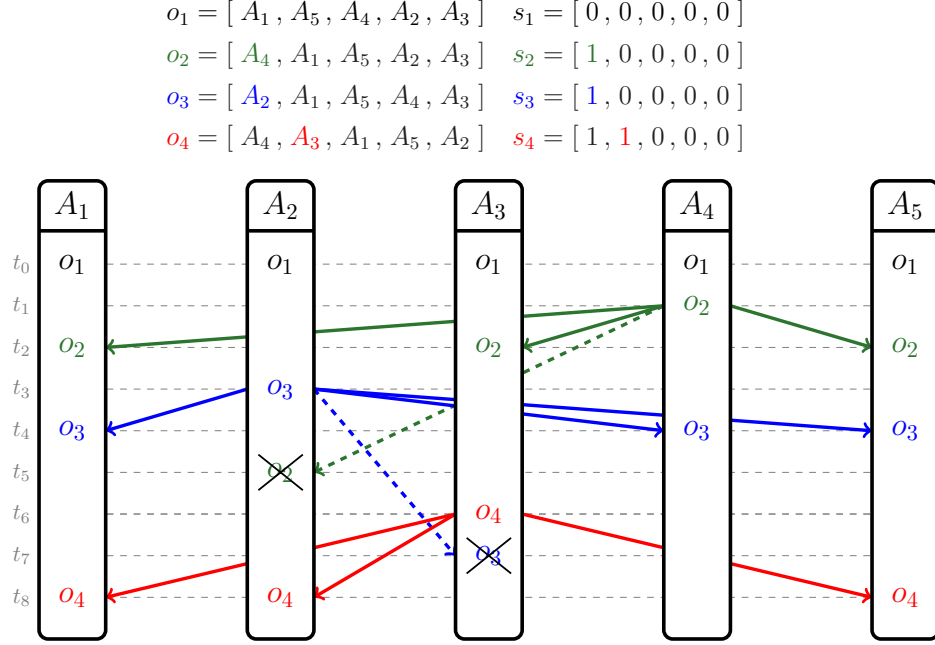 o₁ = [ A₁ , A₅ , A₄ , A₂ , A₃ ] s₁ = [ 0 , 0 , 0 , 0 , 0 ]
o₂ = [ A₄ , A₁ , A₅ , A₂ , A₃ ] s₂ = [ 1 , 0 , 0 , 0 , 0 ]
o₃ = [ A₂ , A₁ , A₅ , A₄ , A₃ ] s₃ = [ 1 , 0 , 0 , 0 , 0 ]
o₄ = [ A₄ , A₃ , A₁ , A₅ , A₂ ] s₄ = [ 1 , 1 , 0 , 0 , 0 ]
A₁ A₂ A₃ A₄ A₅
t₀ o₁ o₁ o₁ o₁ o₁
t₁ o₂
t₂ o₂ o₂ o₂
t₃ o₃
t₄ o₃ o₃ o₃
t₅ o₂
t₆ o₄
t₇ o₃
t₈ o₄ o₄ o₄